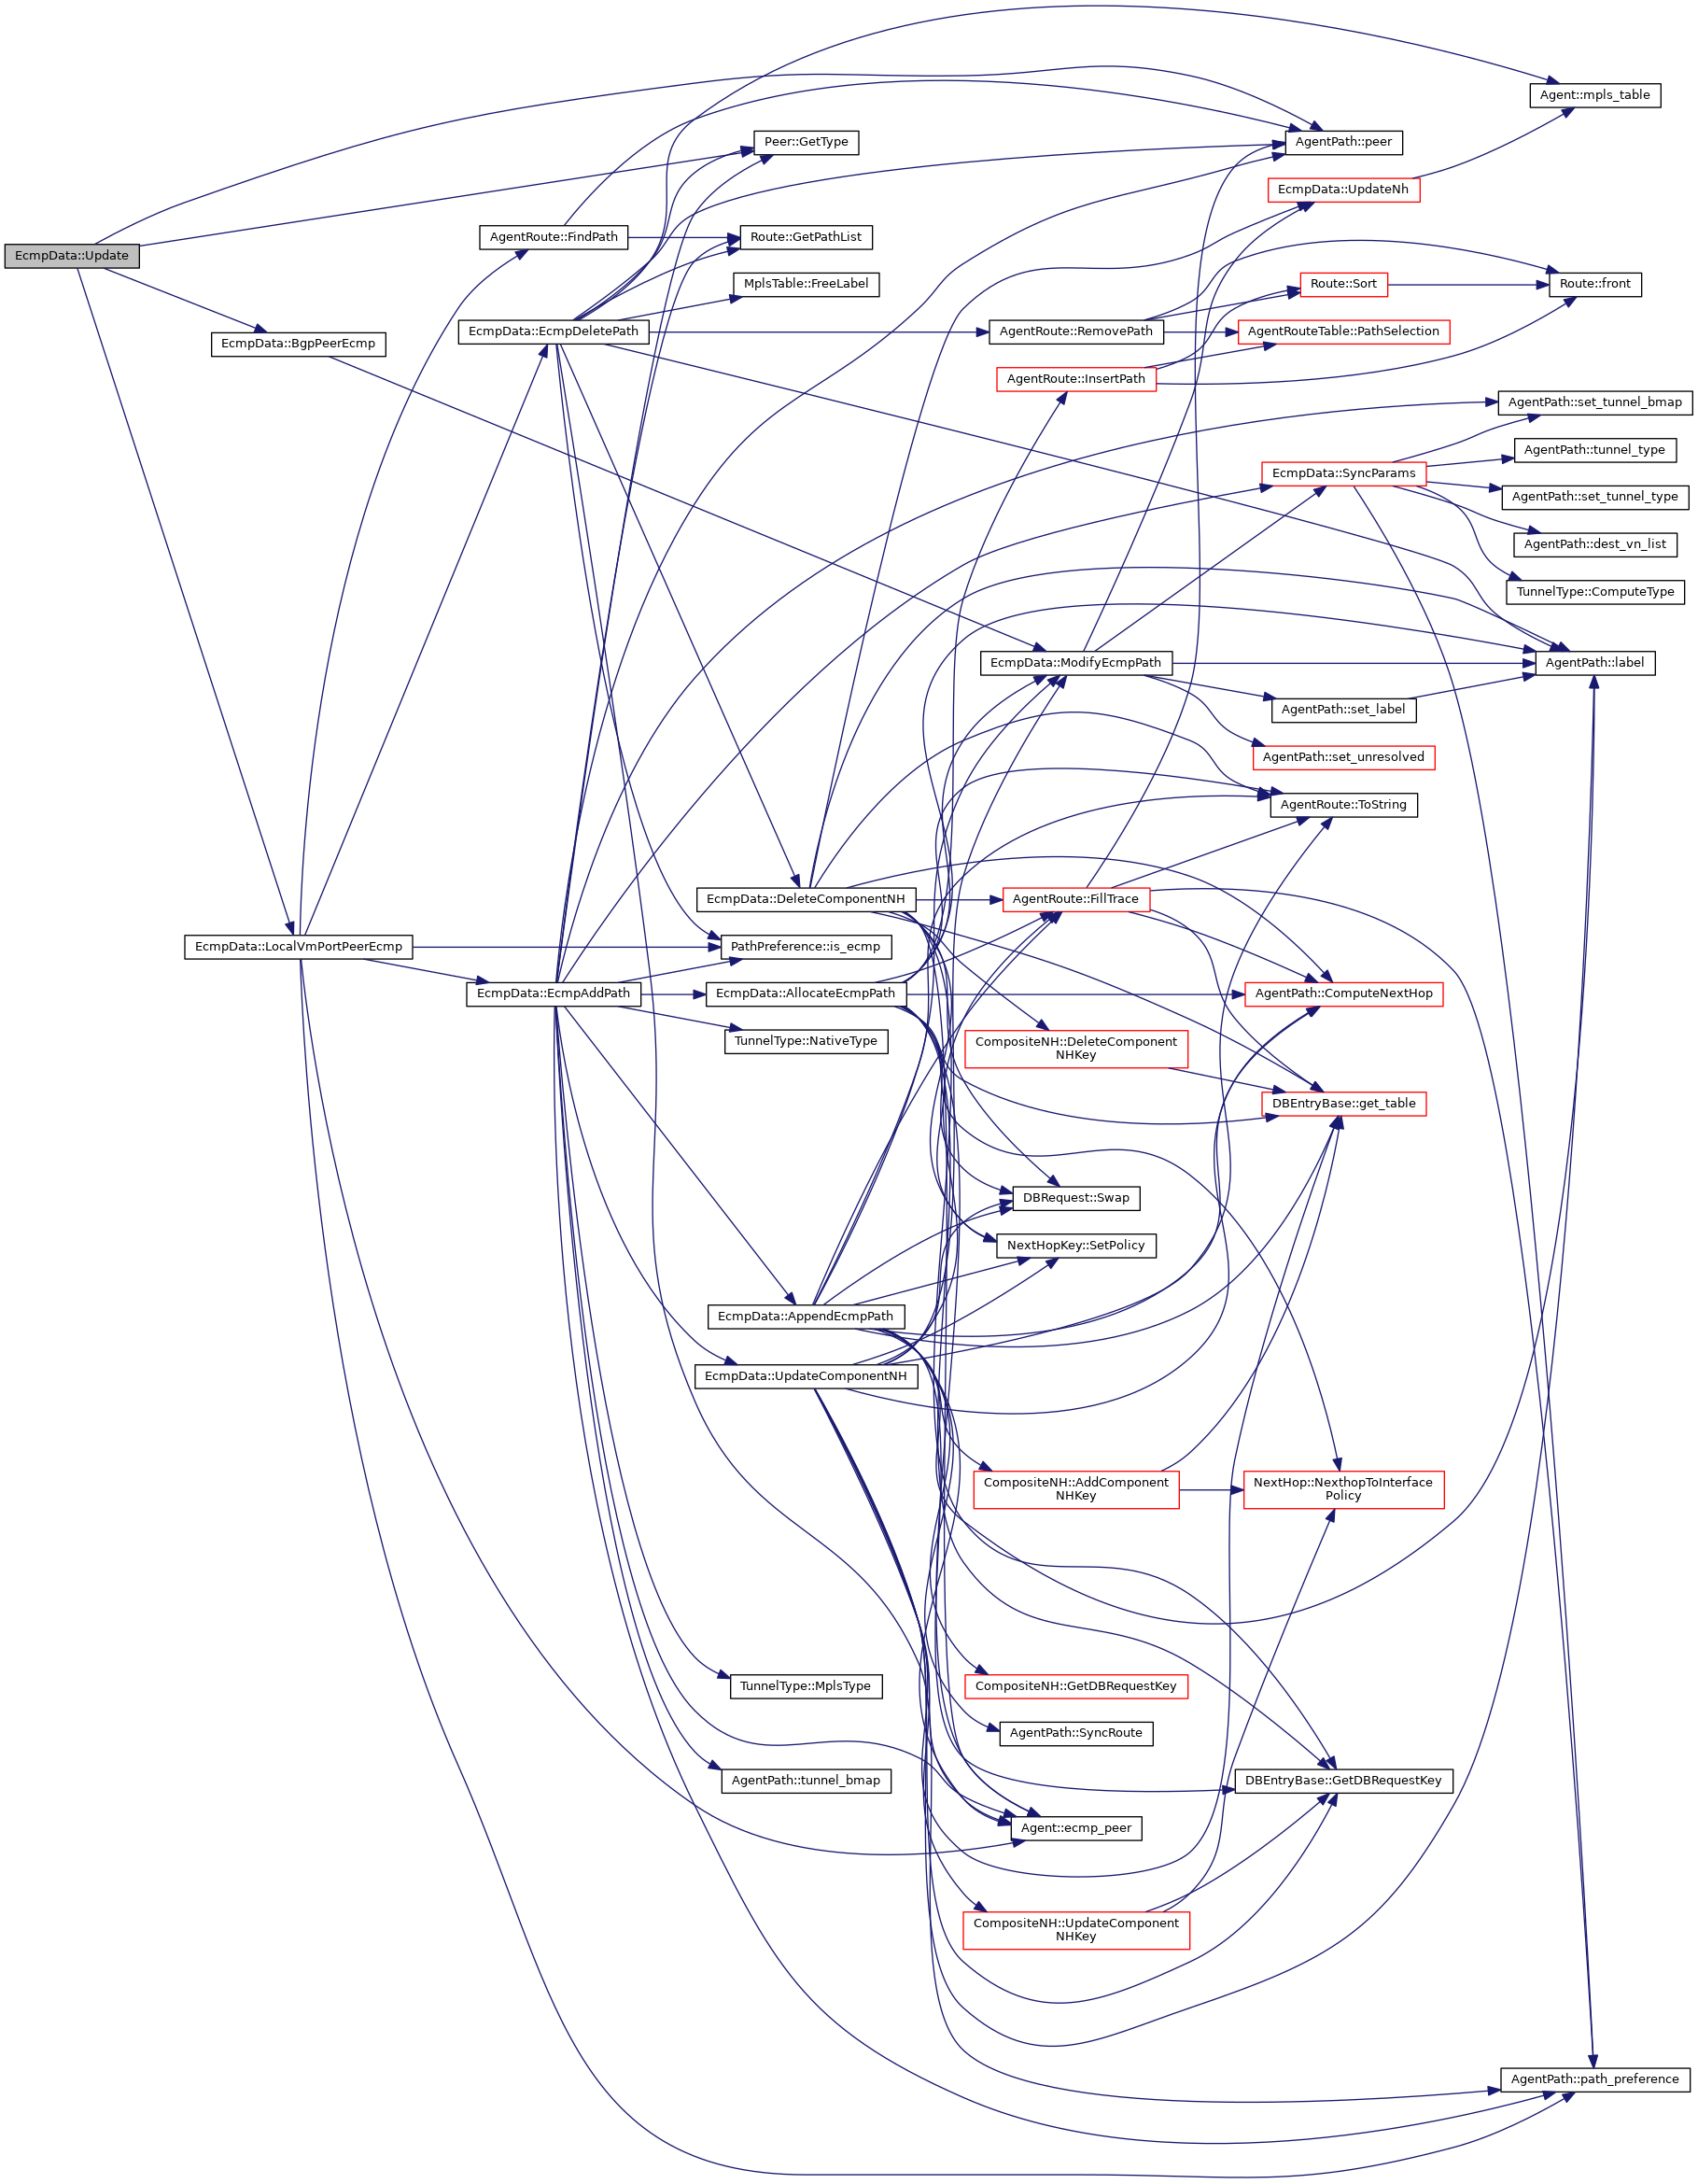 EcmpData::Update
EcmpData::BgpPeerEcmp
EcmpData::LocalVmPortPeerEcmp
AgentRoute::FindPath
EcmpData::EcmpDeletePath
EcmpData::EcmpAddPath
Peer::GetType
Route::GetPathList
MplsTable::FreeLabel
EcmpData::DeleteComponentNH
PathPreference::is_ecmp
EcmpData::AllocateEcmpPath
TunnelType::NativeType
EcmpData::AppendEcmpPath
EcmpData::UpdateComponentNH
TunnelType::MplsType
AgentPath::tunnel_bmap
AgentRoute::RemovePath
AgentRoute::InsertPath
EcmpData::ModifyEcmpPath
AgentRoute::FillTrace
CompositeNH::DeleteComponent
NHKey
DBRequest::Swap
NextHopKey::SetPolicy
CompositeNH::AddComponent
NHKey
CompositeNH::GetDBRequestKey
AgentPath::SyncRoute
Agent::ecmp_peer
CompositeNH::UpdateComponent
NHKey
AgentPath::peer
EcmpData::UpdateNh
Route::Sort
AgentRouteTable::PathSelection
EcmpData::SyncParams
AgentPath::set_label
AgentPath::set_unresolved
AgentRoute::ToString
AgentPath::ComputeNextHop
DBEntryBase::get_table
NextHop::NexthopToInterface
Policy
DBEntryBase::GetDBRequestKey
Agent::mpls_table
Route::front
AgentPath::set_tunnel_bmap
AgentPath::tunnel_type
AgentPath::set_tunnel_type
AgentPath::dest_vn_list
TunnelType::ComputeType
AgentPath::label
AgentPath::path_preference